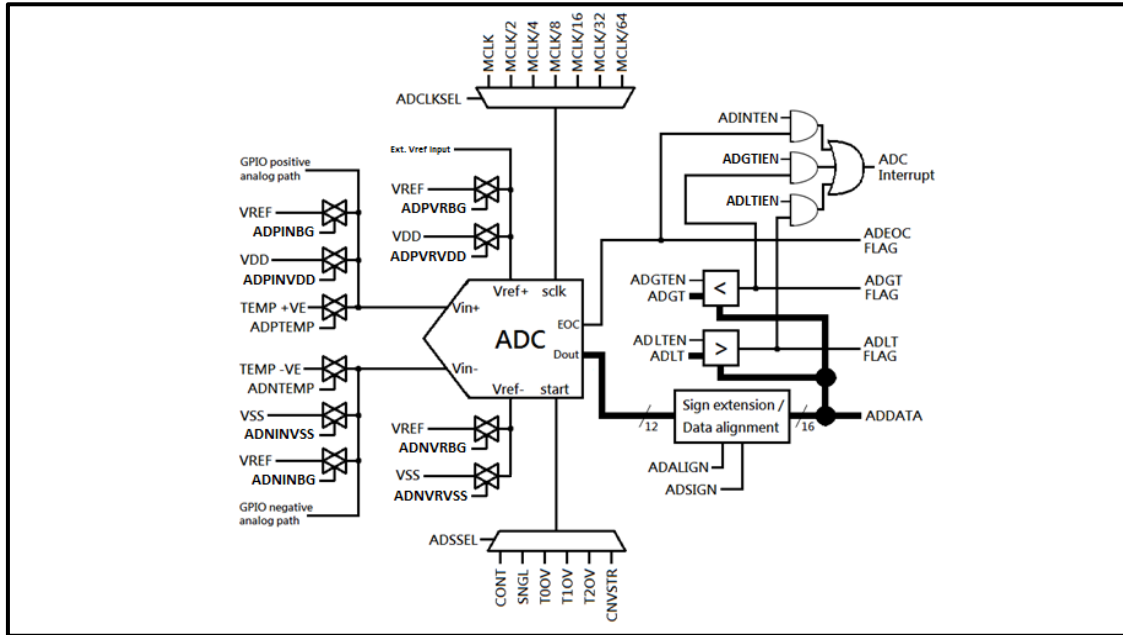 MCLK
MCLK/2
MCLK/4
MCLK/8
MCLK/16
MCLK/32
MCLK/64
ADCLKSEL
Ext. Vref Input
GPIO positive
analog path
VREF
ADPINBG
VDD
ADPINVDD
TEMP +VE
ADPTEMP
TEMP -VE
ADNTEMP
VSS
ADNINVSS
VREF
ADNINBG
GPIO negative
analog path
VREF
ADPVRBG
VDD
ADPVRVDD
Vref+ sclk
Vin+
ADC
EOC
Dout
Vin-
Vref- start
VREF
ADNVRBG
VSS
ADNVRVSS
ADSSEL
CONT
SNGL
T0OV
T1OV
T2OV
CNVSTR
ADINTEN
ADGTIEN
ADLTIEN
ADC
Interrupt
ADEOC
FLAG
ADGTEN
ADGT
<
ADGT
FLAG
ADLTEN
ADLT
>
ADLT
FLAG
12
Sign extension /
Data alignment
16
ADDATA
ADALIGN
ADSIGN